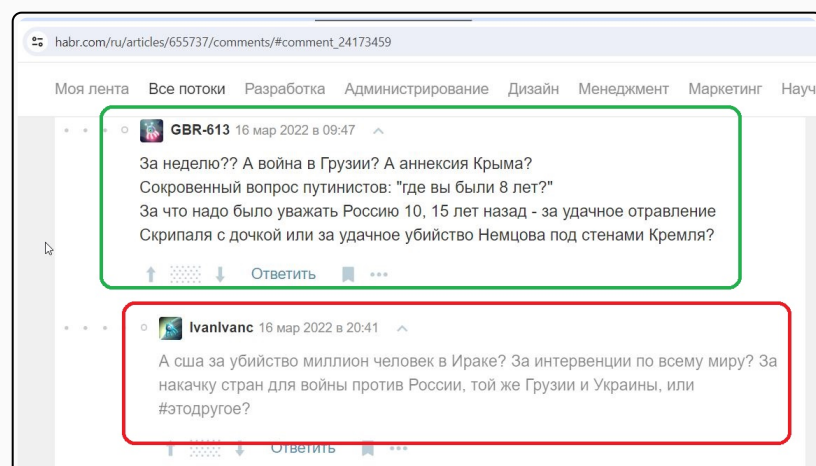 habr.com/ru/articles/655737/comments/#comment_24173459
Моя лента Все потоки Разработка Администрирование Дизайн Менеджмент Маркетинг Науч
GBR-613 16 мар 2022 в 09:47
За неделю?? А война в Грузии? А аннексия Крыма?
Сокровенный вопрос путинистов: "где вы были 8 лет?"
За что надо было уважать Россию 10, 15 лет назад - за удачное отравление
Скрипаля с дочкой или за удачное убийство Немцова под стенами Кремля?
Ответить
IvanIvanc 16 мар 2022 в 20:41
А сша за убийство миллион человек в Ираке? За интервенции по всему миру? За
накачку стран для войны против России, той же Грузии и Украины, или
#этодругое?
Ответить